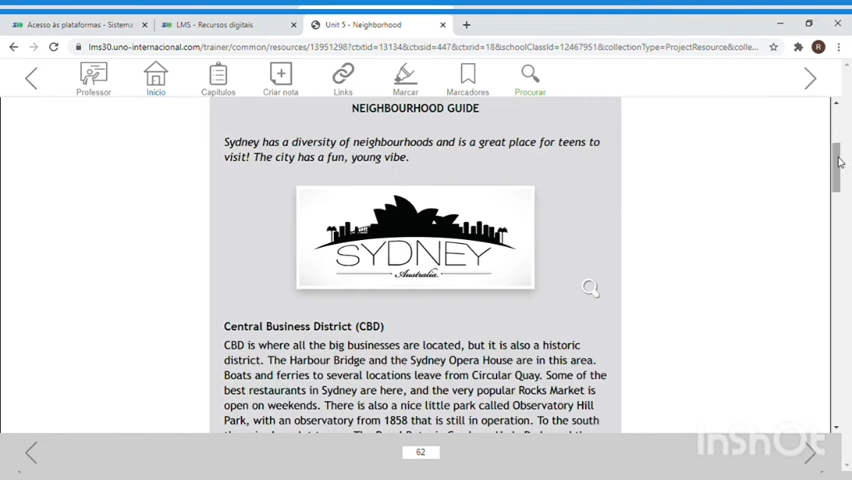 Acesso às plataformas - Sistema
LMS - Recursos digitais
Unit 5 - Neighborhood
lms30.uno-internacional.com/trainer/common/resources/13951298?ctxtid=13134&ctxsid=447&ctxrid=18&schoolClassId=12467951&collectionType=ProjectResource&colle...
R
Professor
Início
Capítulos
Criar nota
Links
Marcar
Marcadores
Procurar
NEIGHBOURHOOD GUIDE
Sydney has a diversity of neighbourhoods and is a great place for teens to
visit! The city has a fun, young vibe.
SYDNEY
Australia
Central Business District (CBD)
CBD is where all the big businesses are located, but it is also a historic
district. The Harbour Bridge and the Sydney Opera House are in this area.
Boats and ferries to several locations leave from Circular Quay. Some of the
best restaurants in Sydney are here, and the very popular Rocks Market is
open on weekends. There is also a nice little park called Observatory Hill
Park, with an observatory from 1858 that is still in operation. To the south
62
InShOt